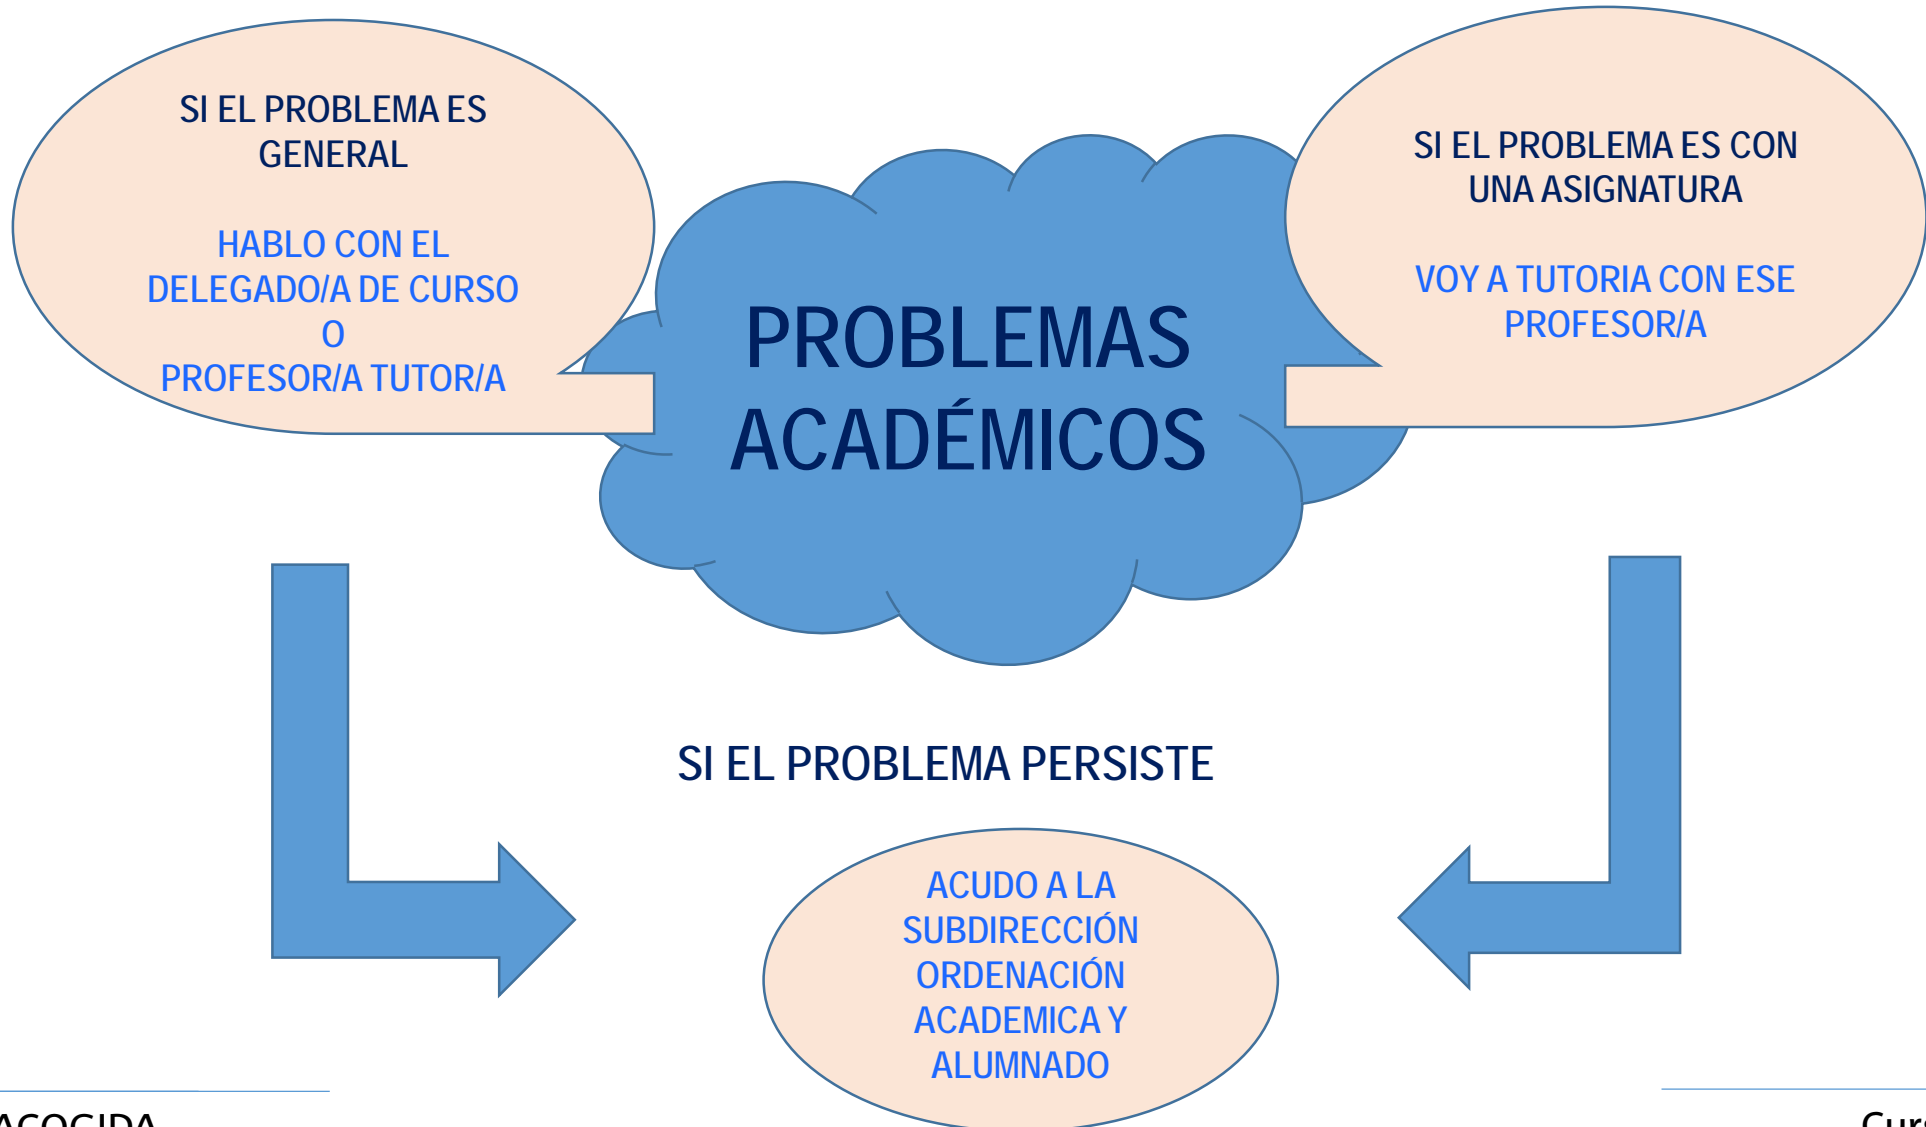 SI EL PROBLEMA ES
GENERAL
HABLO CON EL
DELEGADO/A DE CURSO
O
PROFESOR/A TUTOR/A
SI EL PROBLEMA ES CON
UNA ASIGNATURA
VOY A TUTORIA CON ESE
PROFESOR/A
PROBLEMAS
ACADÉMICOS
SI EL PROBLEMA PERSISTE
ACUDO A LA
SUBDIRECCIÓN
ORDENACIÓN
ACADEMICA Y
ALUMNADO
ACOGIDA